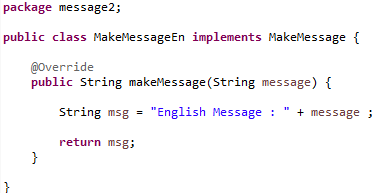 package message2;
public class MakeMessageEn implements MakeMessage {
@Override
public String makeMessage(String message) {
String msg = "English Message : " + message ;
return msg;
}
}